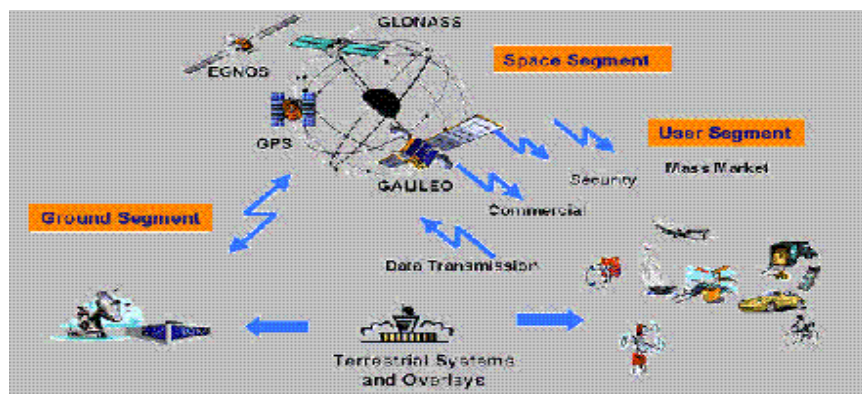 GLONASS
EGNOS
Space Segment
GPS
User Segment
Mass Market
Security
GALILEO
Commercial
Ground Segment
Data Transmission
Terrestrial Systems
and Overlays